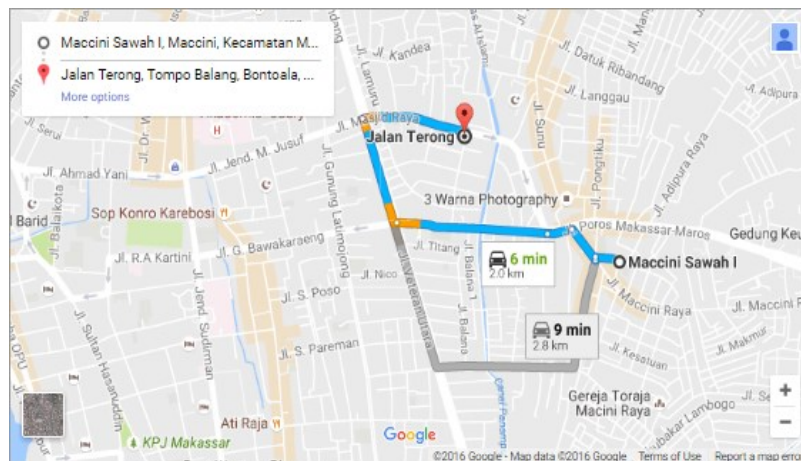 Maccini Sawah I, Maccini, Kecamatan M...
Jalan Terong, Tompo Balang, Bontoala, ...
More options
Jl. Kandea
Jl. Datuk Ribandang
Jl. Langgau
Jl. Adipura
Jl. Lamuru
Jl. Masjid Raya
Jalan Terong
Jl. Sunu
Jl. Pongtiku
Jl. Adipura Raya
Jl. Serui
Jl. Jend. M. Jusuf
Jl. Ahmad Yani
Jl. Balaikota
Jl. Gunung Latimojong
3 Warna Photography
Sop Konro Karebosi
Poros Makassar-Maros
Gedung Keu
Jl. G. Bawakaraeng
Jl. Titang
Jl. Balana 1
6 min
2.0 km
Maccini Sawah I
Jl. R.A Kartini
Jl. Nico
Jl. Veteran Utara
Jl. Maccini Raya
Jl. Maccini R
Jl. S. Poso
Jl. Balana
9 min
2.8 km
Jl. Sultan Hasanuddin
Jl. Jend. Sudirman
Jl. S. Pareman
Jl. Makmur
Jl. Kesatuan
Gereja Toraja
Macini Raya
Ati Raja
KPJ Makassar
Google
+
−
©2016 Google - Map data ©2016 Google Terms of Use Report a map erro